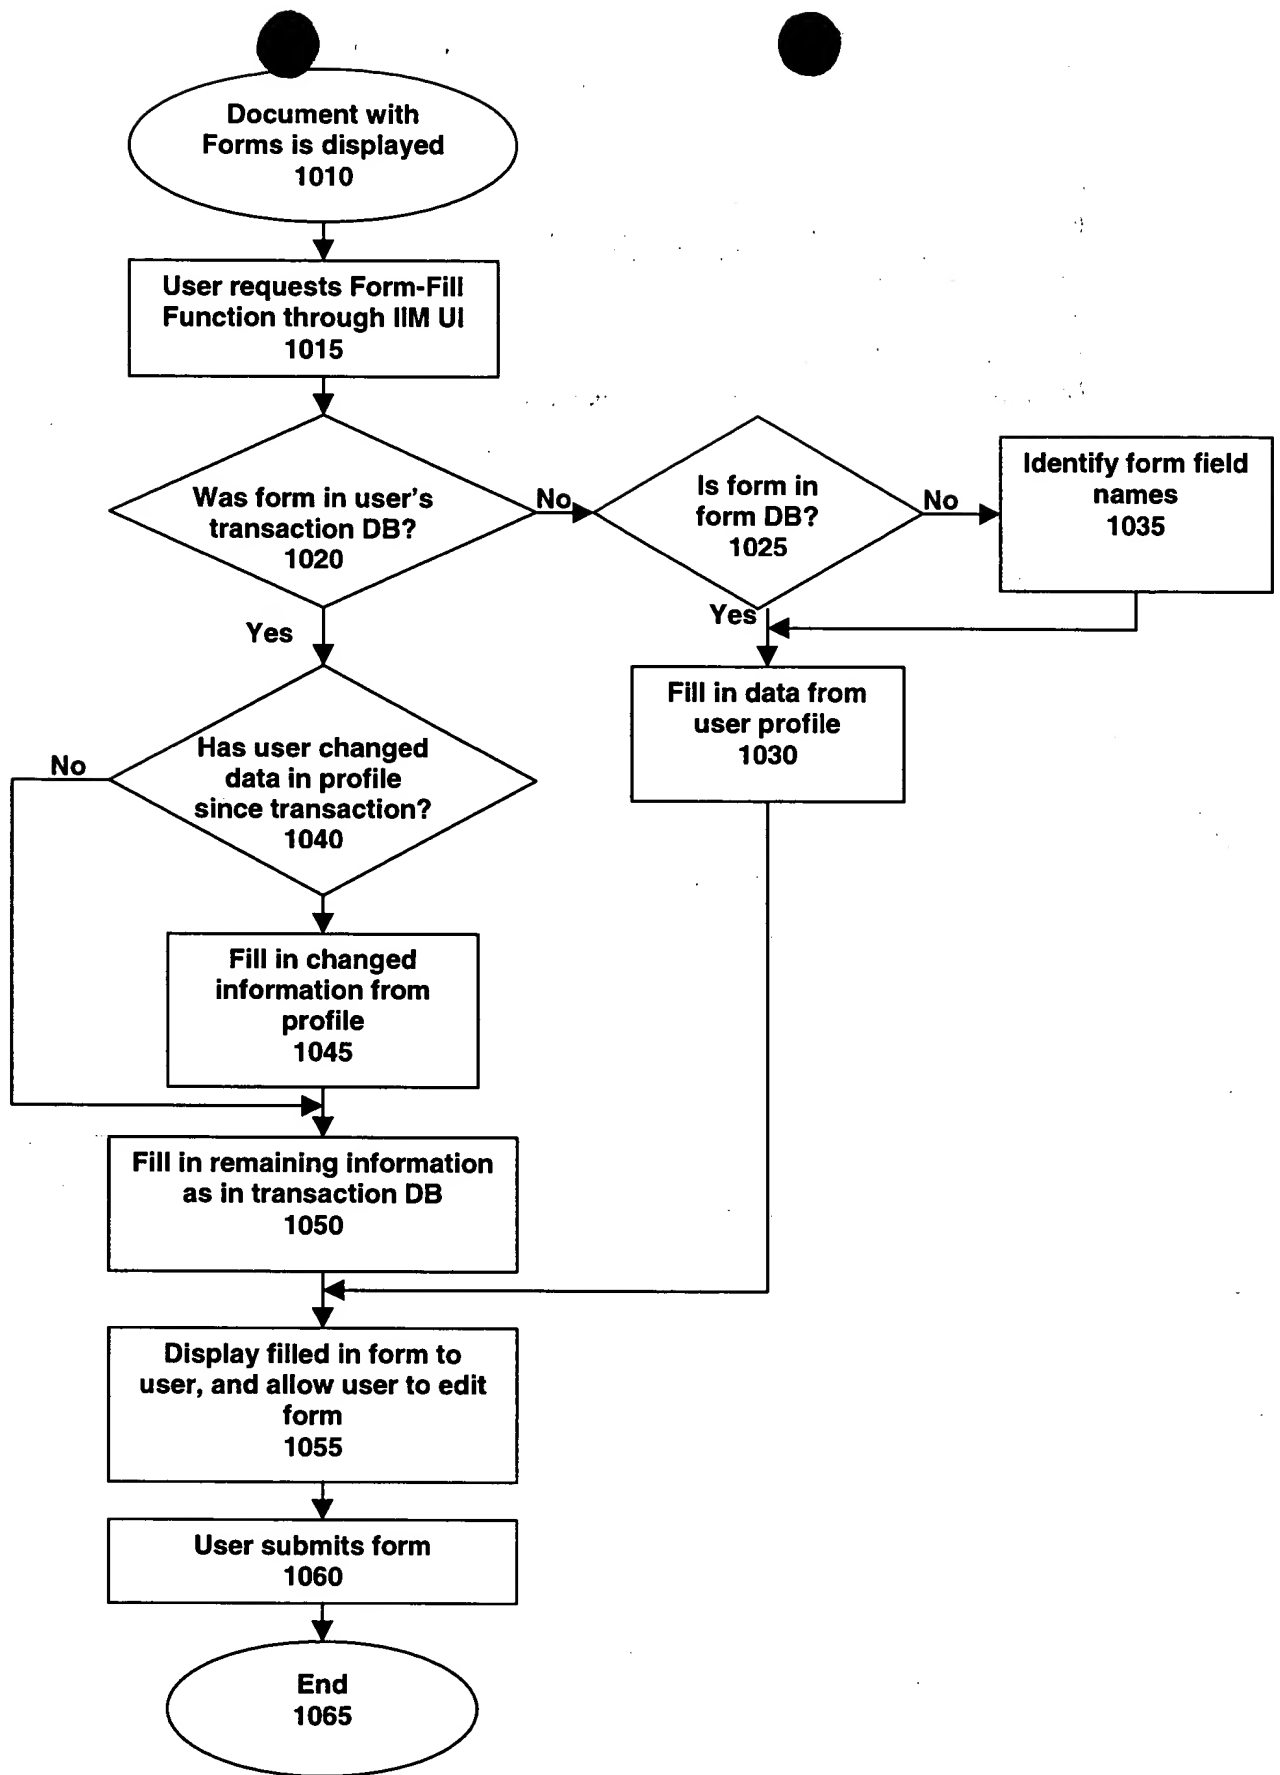 Document with
Forms is displayed
1010
User requests Form-Fill
Function through IIM UI
1015
Was form in user's
transaction DB?
1020
No
Is form in
form DB?
1025
No
Identify form field
names
1035
Yes
Yes
Fill in data from
user profile
1030
Has user changed
data in profile
since transaction?
1040
No
Fill in changed
information from
profile
1045
Fill in remaining information
as in transaction DB
1050
Display filled in form to
user, and allow user to edit
form
1055
User submits form
1060
End
1065